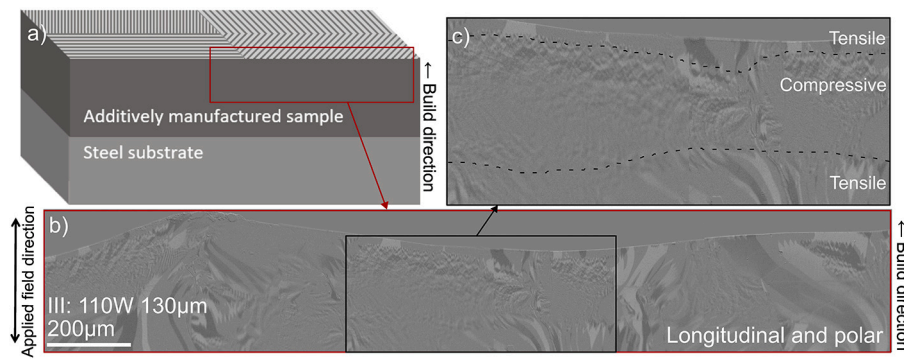 a)
Additively manufactured sample
Steel substrate
← Build direction
c)
Tensile
Compressive
Tensile
Applied field direction
b)
III: 110W 130µm
200µm
Longitudinal and polar
← Build direction